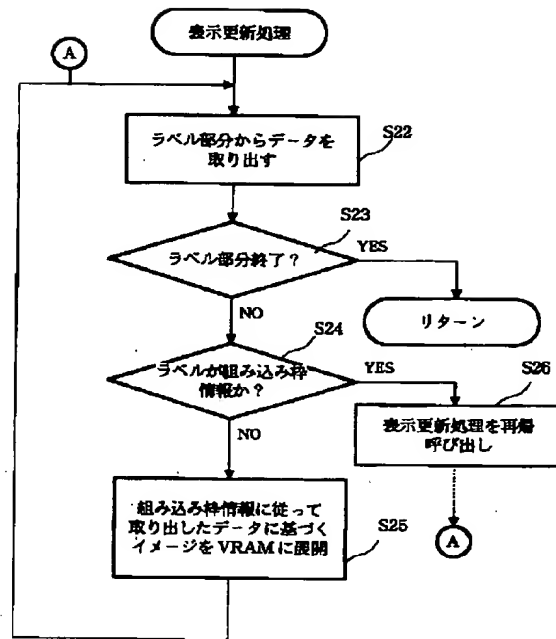 表示更新処理
A
ラベル部分からデータを
取り出す
S22
S23
ラベル部分終了？
YES
リターン
NO
S24
ラベルが組み込み枠
情報か？
YES
S26
表示更新処理を再帰
呼び出し
NO
組み込み枠情報に従って
取り出したデータに基づく
イメージをVRAMに展開
S25
A